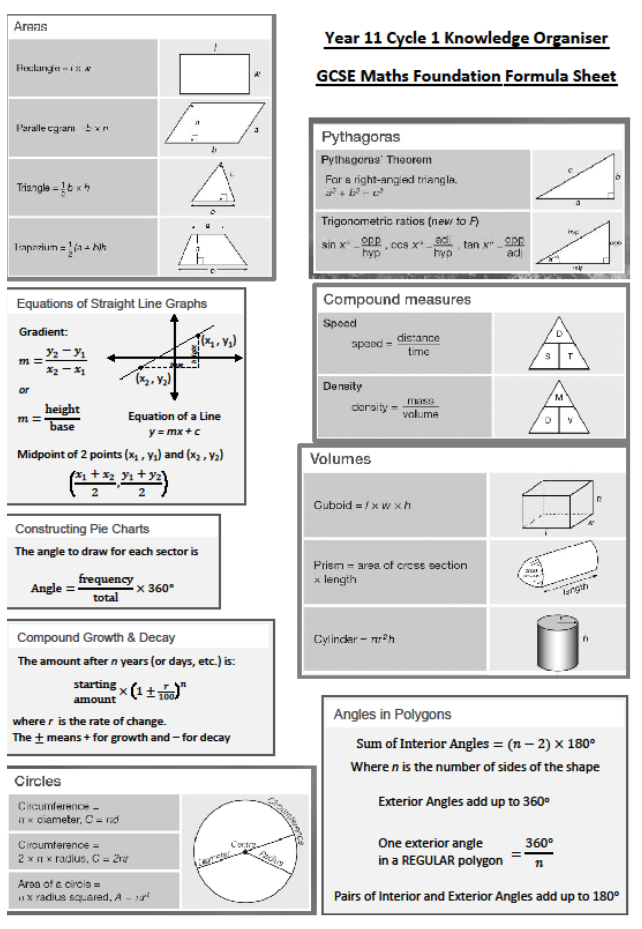 Year 11 Cycle 1 Knowledge Organiser
GCSE Maths Foundation Formula Sheet
Areas
Rectangle = l × w
l
w
Parallelogram = b × h
h
a
b
Triangle = 1/2 b × h
h
b
Trapezium = 1/2 (a + b)h
a
h
Pythagoras
Pythagoras' Theorem
For a right-angled triangle,
a² + b² = c²
c
b
a
Trigonometric ratios (new to F)
sin x° = opp/hyp , cos x° = adj/hyp , tan x° = opp/adj
hyp
opp
adj
x°
Equations of Straight Line Graphs
Gradient:
m = (y₂ − y₁)/(x₂ − x₁)
or
m = height/base
(x₁ , y₁)
(x₂ , y₂)
height
base
Equation of a Line
y = mx + c
Midpoint of 2 points (x₁ , y₁) and (x₂ , y₂)
((x₁ + x₂)/2 , (y₁ + y₂)/2)
Compound measures
Speed
speed = distance/time
D
S T
Density
density = mass/volume
M
D V
Volumes
Cuboid = l × w × h
h
w
l
Prism = area of cross section
× length
length
Cylinder = πr²h
r
h
Constructing Pie Charts
The angle to draw for each sector is
Angle = frequency/total × 360°
Compound Growth & Decay
The amount after n years (or days, etc.) is:
starting amount × (1 ± r/100)ⁿ
where r is the rate of change.
The ± means + for growth and – for decay
Circles
Circumference =
π × diameter, C = πd
Circumference =
2 × π × radius, C = 2πr
Area of a circle =
π x radius squared, A = πr²
Circumference
Centre
Diameter
Radius
Angles in Polygons
Sum of Interior Angles = (n − 2) × 180°
Where n is the number of sides of the shape
Exterior Angles add up to 360°
One exterior angle
in a REGULAR polygon = 360°/n
Pairs of Interior and Exterior Angles add up to 180°